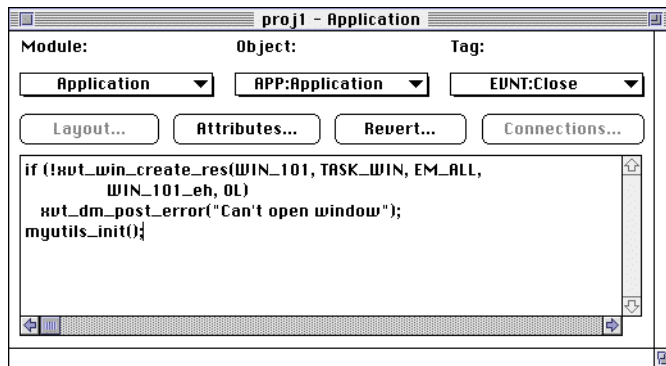 proj1 - Application
Module: Object: Tag:
Application APP:Application EVNT:Close
Layout... Attributes... Revert... Connections...
if (!xvt_win_create_res(WIN_101, TASK_WIN, EM_ALL,
WIN_101_eh, 0L)
xvt_dm_post_error("Can't open window");
myutils_init();